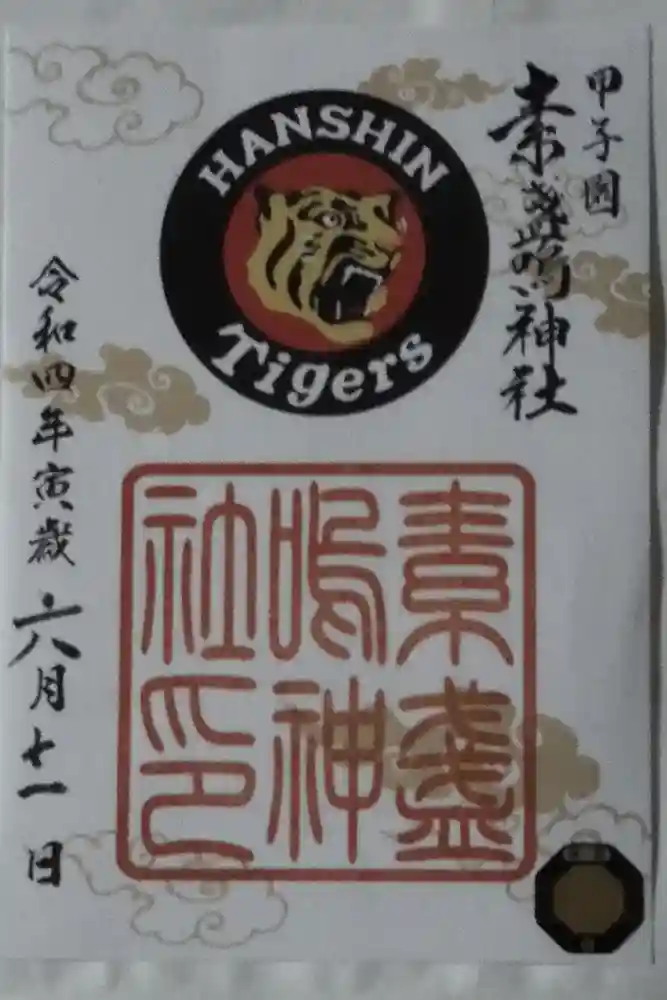 甲子園
素盞嗚神社
HANSHIN
Tigers
素盞
嗚神
社印
令和四年寅歳 六月十一日